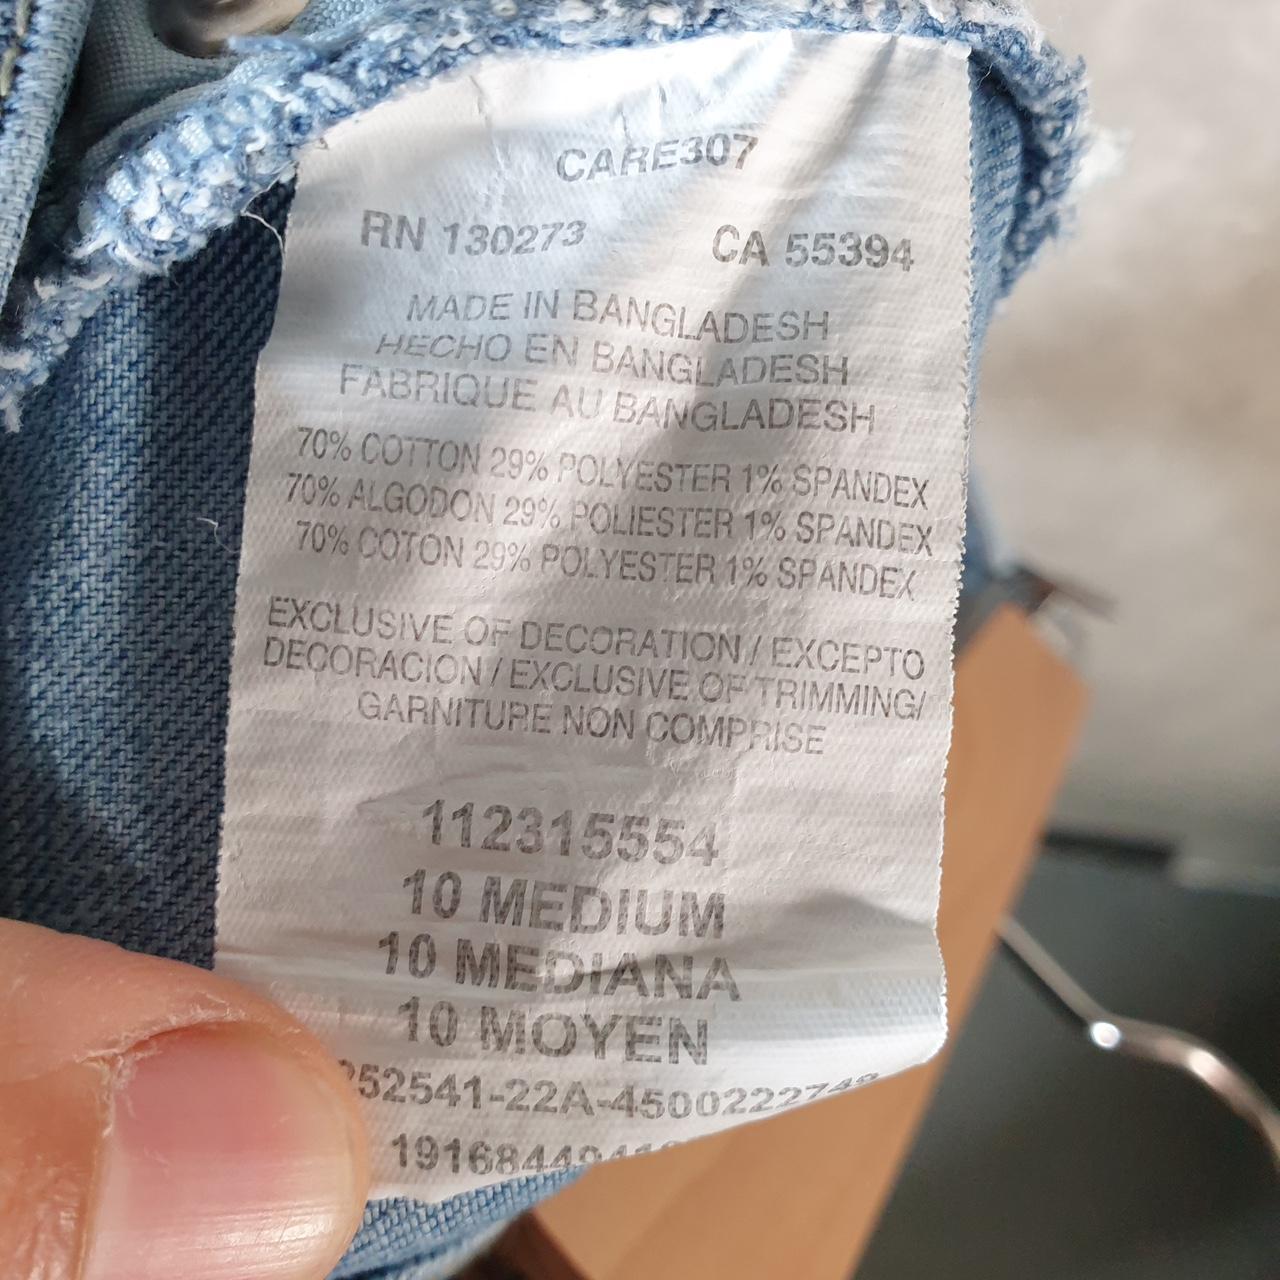 CARE307
RN 130273 CA 55394
MADE IN BANGLADESH
HECHO EN BANGLADESH
FABRIQUE AU BANGLADESH
70% COTTON 29% POLYESTER 1% SPANDEX
70% ALGODON 29% POLIESTER 1% SPANDEX
70% COTON 29% POLYESTER 1% SPANDEX
EXCLUSIVE OF DECORATION / EXCEPTO
DECORACION / EXCLUSIVE OF TRIMMING/
GARNITURE NON COMPRISE
112315554
10 MEDIUM
10 MEDIANA
10 MOYEN